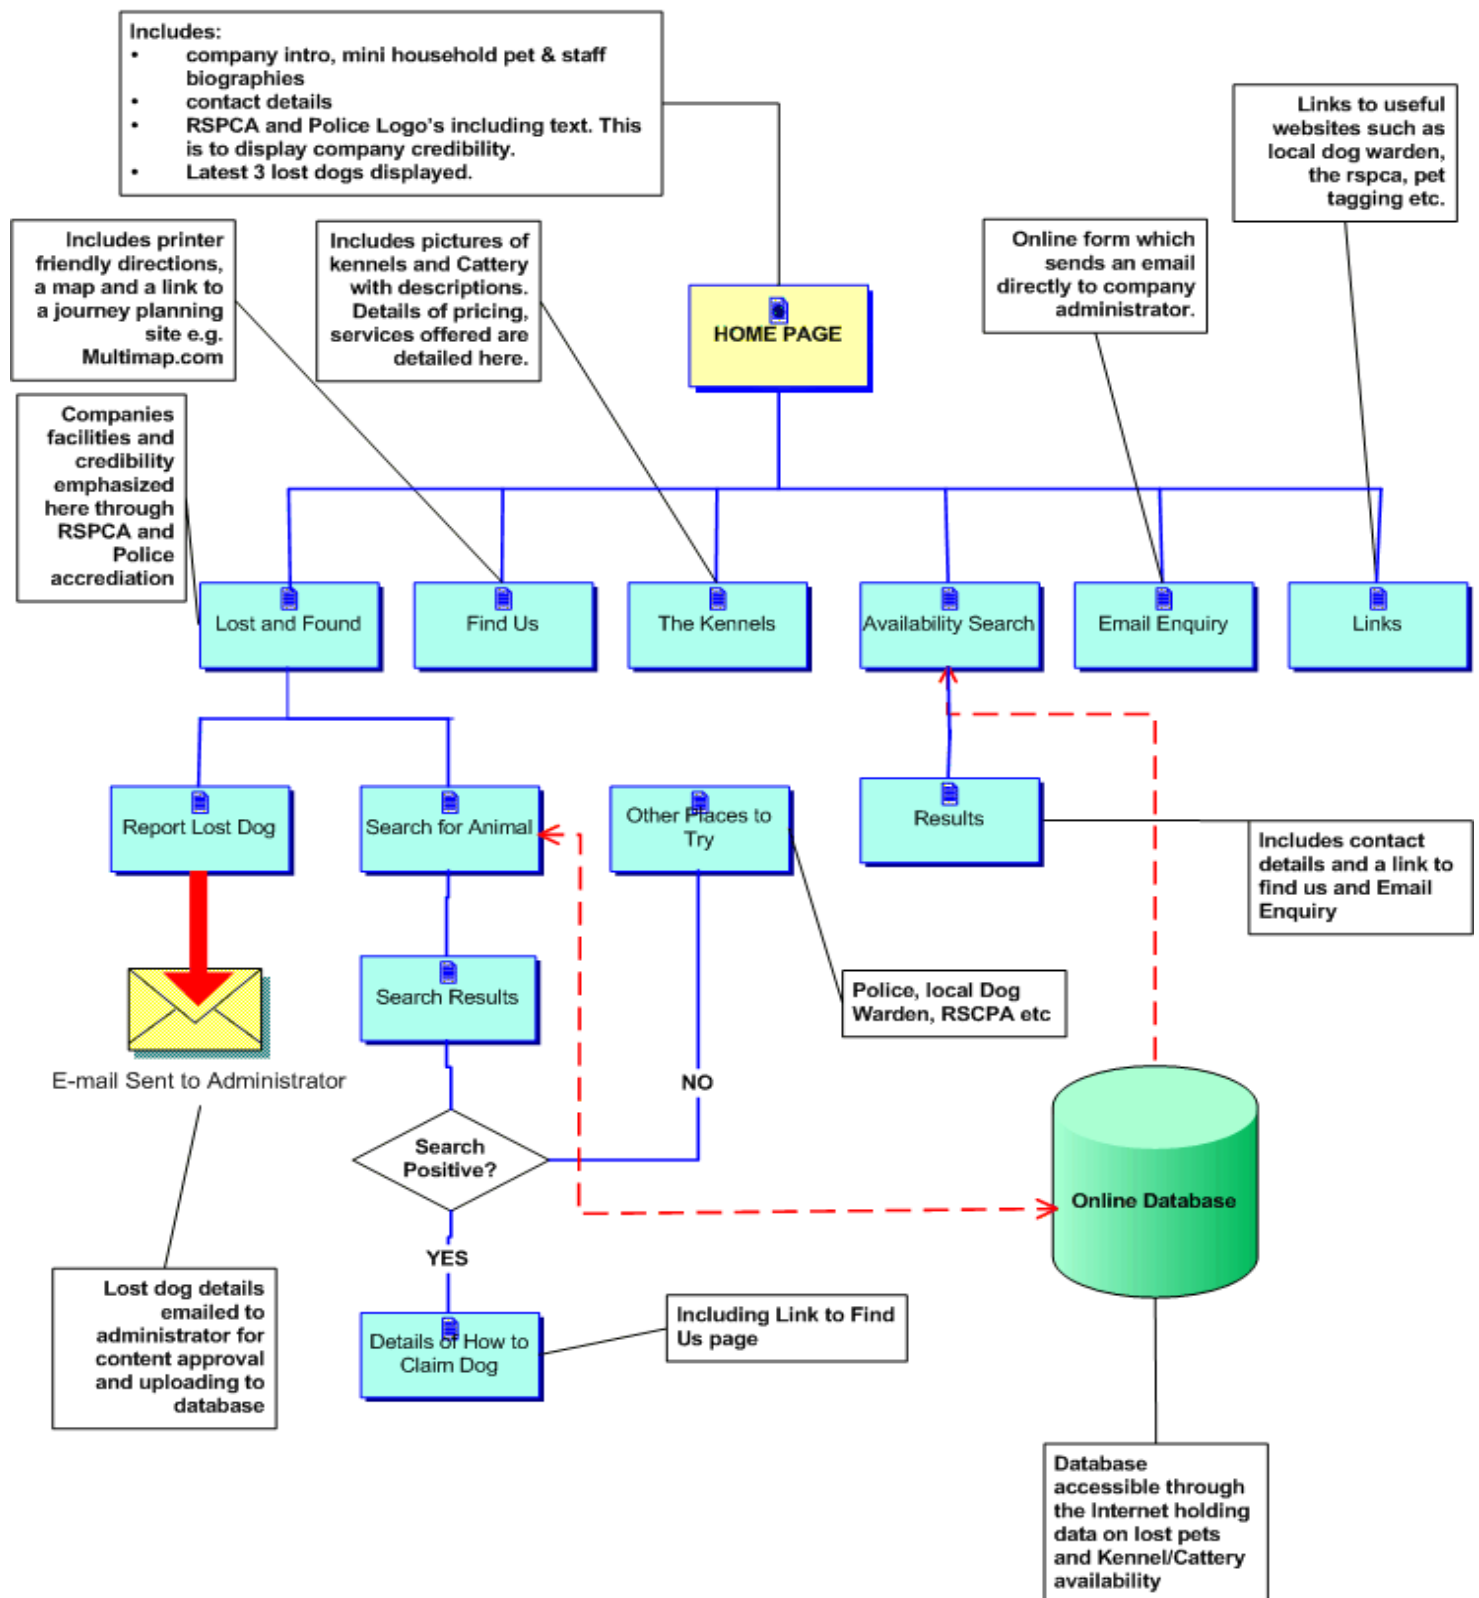 Includes:
• company intro, mini household pet & staff
biographies
• contact details
• RSPCA and Police Logo's including text. This
is to display company credibility.
• Latest 3 lost dogs displayed.
Links to useful
websites such as
local dog warden,
the rspca, pet
tagging etc.
Includes printer
friendly directions,
a map and a link to
a journey planning
site e.g.
Multimap.com
Includes pictures of
kennels and Cattery
with descriptions.
Details of pricing,
services offered are
detailed here.
Online form which
sends an email
directly to company
administrator.
HOME PAGE
Companies
facilities and
credibility
emphasized
here through
RSPCA and
Police
accrediation
Lost and Found
Find Us
The Kennels
Availability Search
Email Enquiry
Links
Report Lost Dog
Search for Animal
Other Places to
Try
Results
Includes contact
details and a link to
find us and Email
Enquiry
Search Results
Police, local Dog
Warden, RSCPA etc
E-mail Sent to Administrator
NO
Search
Positive?
Online Database
YES
Lost dog details
emailed to
administrator for
content approval
and uploading to
database
Details of How to
Claim Dog
Including Link to Find
Us page
Database
accessible through
the Internet holding
data on lost pets
and Kennel/Cattery
availability